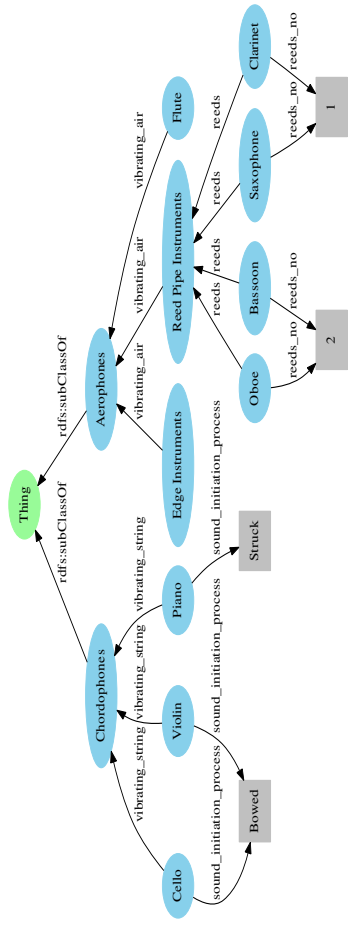 Thing
rdfs:subClassOf
rdfs:subClassOf
Chordophones
Aerophones
vibrating_string
vibrating_string
vibrating_string
vibrating_air
vibrating_air
vibrating_air
Cello
Violin
Piano
Edge Instruments
Reed Pipe Instruments
Flute
sound_initiation_process
sound_initiation_process
sound_initiation_process
reeds
reeds
reeds
reeds
Bowed
Struck
Oboe
Bassoon
Saxophone
Clarinet
reeds_no
reeds_no
reeds_no
reeds_no
2
1